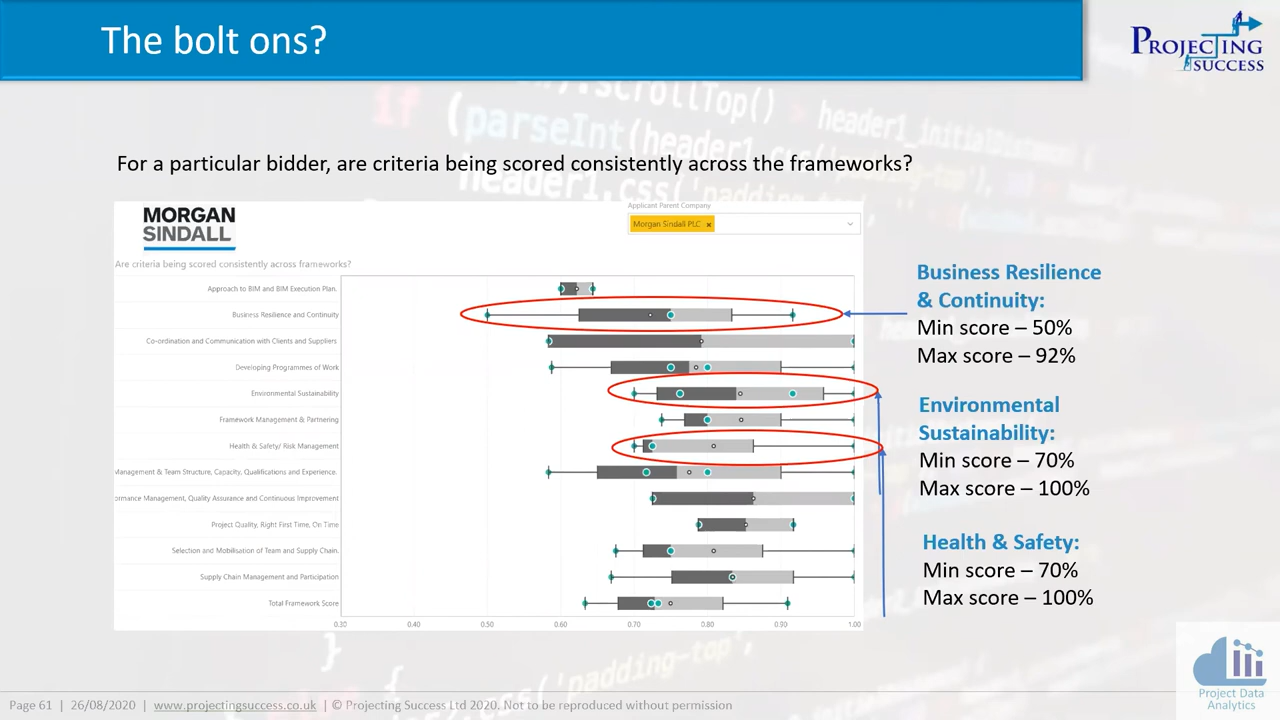 The bolt ons?
PROJECTING
SUCCESS
For a particular bidder, are criteria being scored consistently across the frameworks?
MORGAN
SINDALL
Applicant Parent Company
Morgan Sindall PLC
Are criteria being scored consistently across frameworks?
Approach to BIM and BIM Execution Plan.
Business Resilience and Continuity
Co-ordination and Communication with Clients and Suppliers
Developing Programmes of Work
Environmental Sustainability
Framework Management & Partnering
Health & Safety/ Risk Management
Management & Team Structure, Capacity, Qualifications and Experience.
ormance Management, Quality Assurance and Continuous Improvement
Project Quality, Right First Time, On Time
Selection and Mobilisation of Team and Supply Chain.
Supply Chain Management and Participation
Total Framework Score
0.30 0.40 0.50 0.60 0.70 0.80 0.90 1.00
Business Resilience
& Continuity:
Min score – 50%
Max score – 92%
Environmental
Sustainability:
Min score – 70%
Max score – 100%
Health & Safety:
Min score – 70%
Max score – 100%
Project Data
Analytics
Page 61 | 26/08/2020 | www.projectingsuccess.co.uk | © Projecting Success Ltd 2020. Not to be reproduced without permission